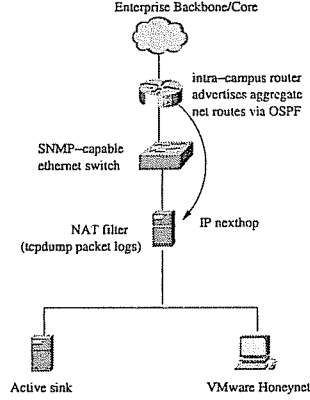 Enterprise Backbone/Core
intra-campus router
advertises aggregate
net routes via OSPF
SNMP-capable
ethernet switch
NAT filter
(tcpdump packet logs)
IP nexthop
Active sink
VMware Honeynet